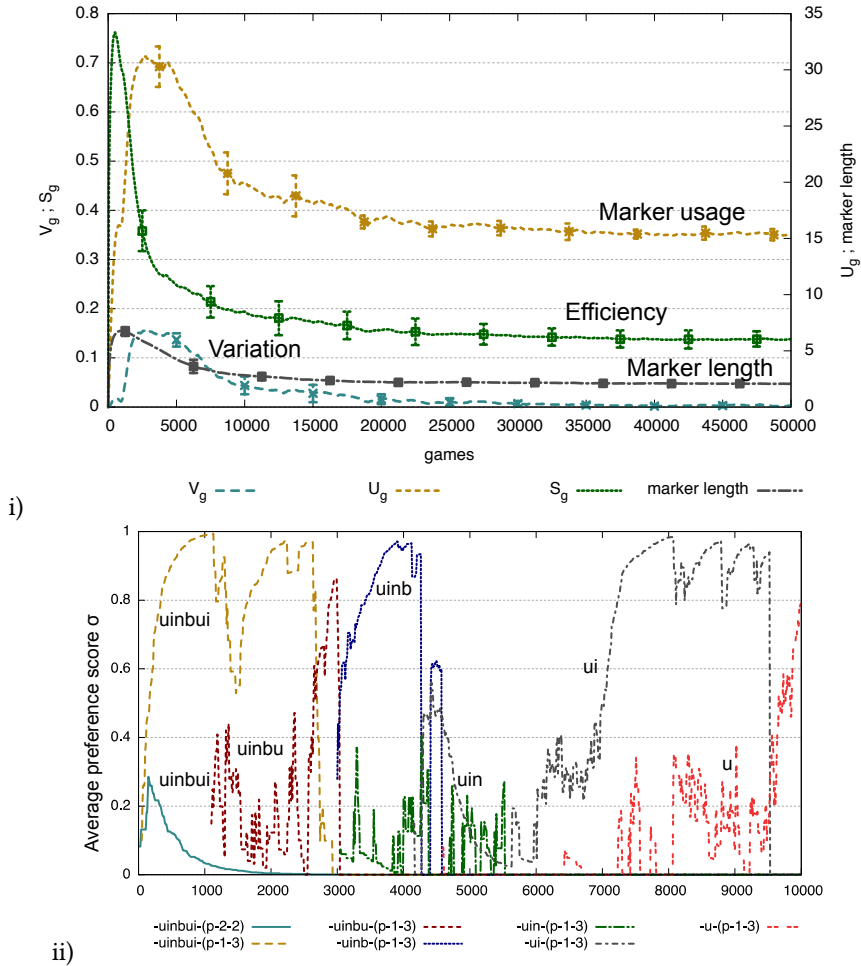 0.8
0.7
0.6
0.5
0.4
0.3
0.2
0.1
0
V_g ; S_g
35
30
25
20
15
10
5
0
U_g ; marker length
Marker usage
Efficiency
Variation
Marker length
0 5000 10000 15000 20000 25000 30000 35000 40000 45000 50000
games
V_g U_g S_g marker length
i)
1
0.8
0.6
0.4
0.2
0
Average preference score σ
uinbui
uinbui
uinbu
uinb
uin
ui
u
0 1000 2000 3000 4000 5000 6000 7000 8000 9000 10000
-uinbui-(p-2-2) -uinbu-(p-1-3) -uin-(p-1-3) -u-(p-1-3)
-uinbui-(p-1-3) -uinb-(p-1-3) -ui-(p-1-3)
ii)